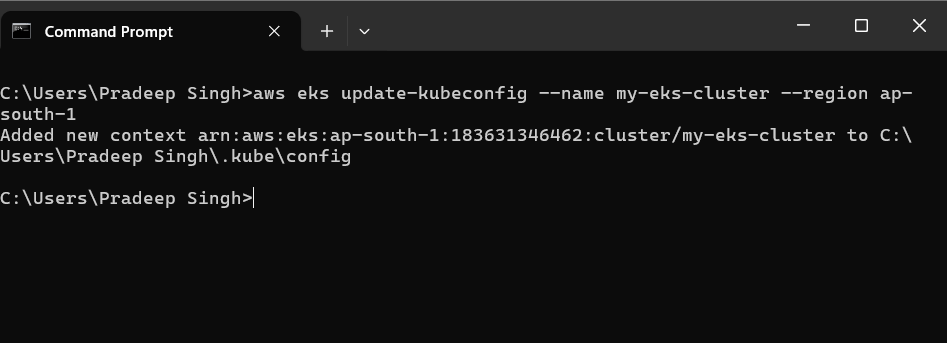 Command Prompt
C:\Users\Pradeep Singh>aws eks update-kubeconfig --name my-eks-cluster --region ap-
south-1
Added new context arn:aws:eks:ap-south-1:183631346462:cluster/my-eks-cluster to C:\
Users\Pradeep Singh\.kube\config
C:\Users\Pradeep Singh>